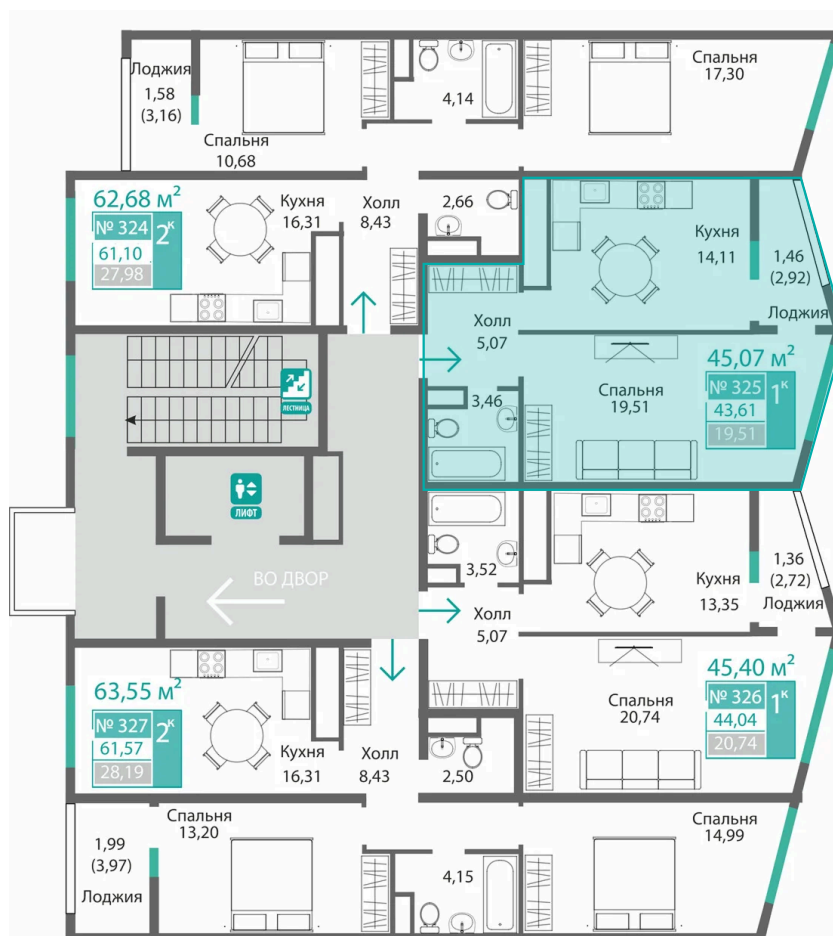 Лоджия
1,58
(3,16)
Спальня
10,68
4,14
Спальня
17,30
62,68 м²
№ 324
61,10
27,98
2к
Кухня
16,31
Холл
8,43
2,66
Кухня
14,11
1,46
(2,92)
Лоджия
Холл
5,07
Спальня
19,51
45,07 м²
№ 325
43,61
19,51
1к
3,46
ЛЕСТНИЦА
ЛИФТ
ВО ДВОР
3,52
Холл
5,07
Кухня
13,35
1,36
(2,72)
Лоджия
Спальня
20,74
45,40 м²
№ 326
44,04
20,74
1к
63,55 м²
№ 327
61,57
28,19
2к
Кухня
16,31
Холл
8,43
2,50
1,99
(3,97)
Лоджия
Спальня
13,20
4,15
Спальня
14,99